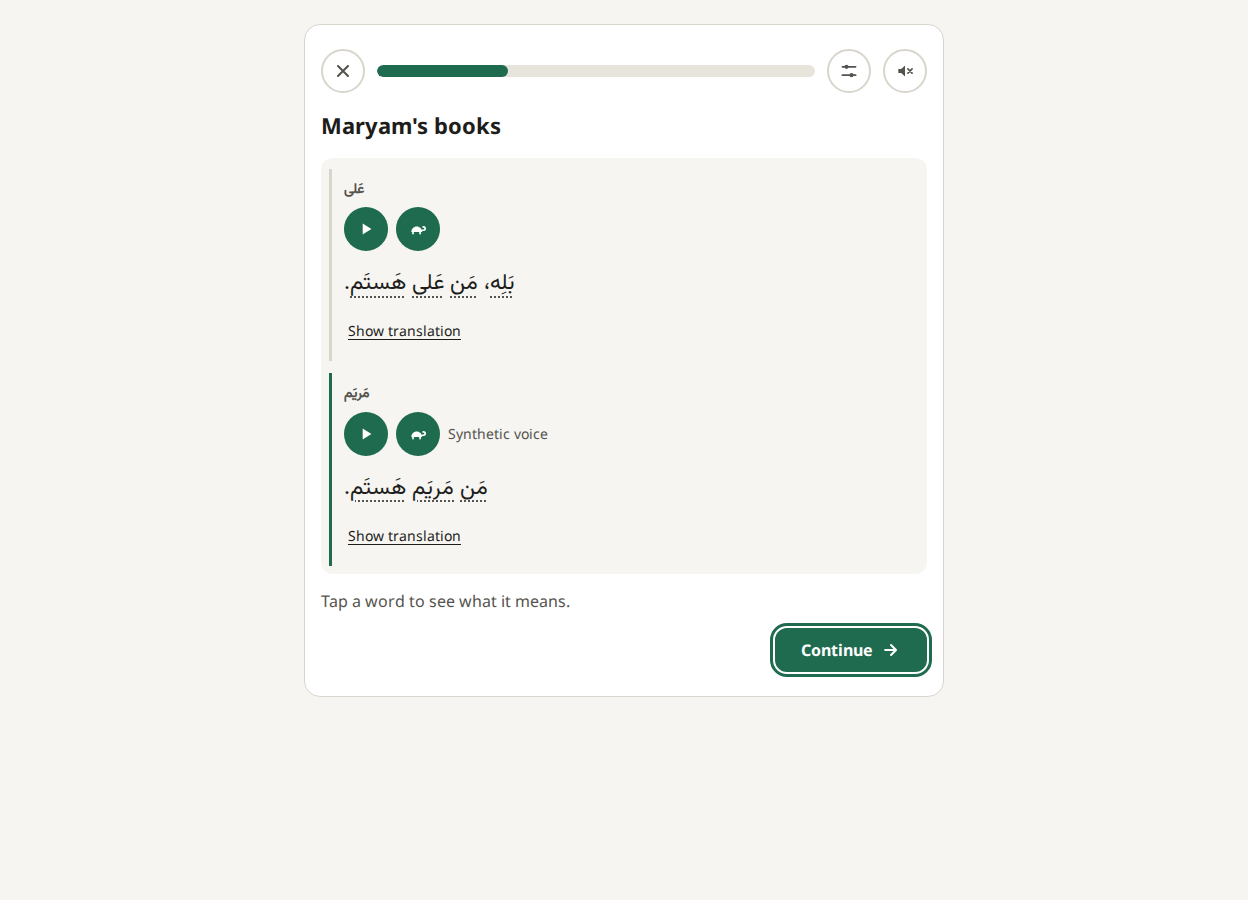 Maryam's books
عَلی
بَلِه، مَن عَلی هَستَم.
Show translation
مَریَم
Synthetic voice
مَن مَریَم هَستَم.
Show translation
Tap a word to see what it means.
Continue